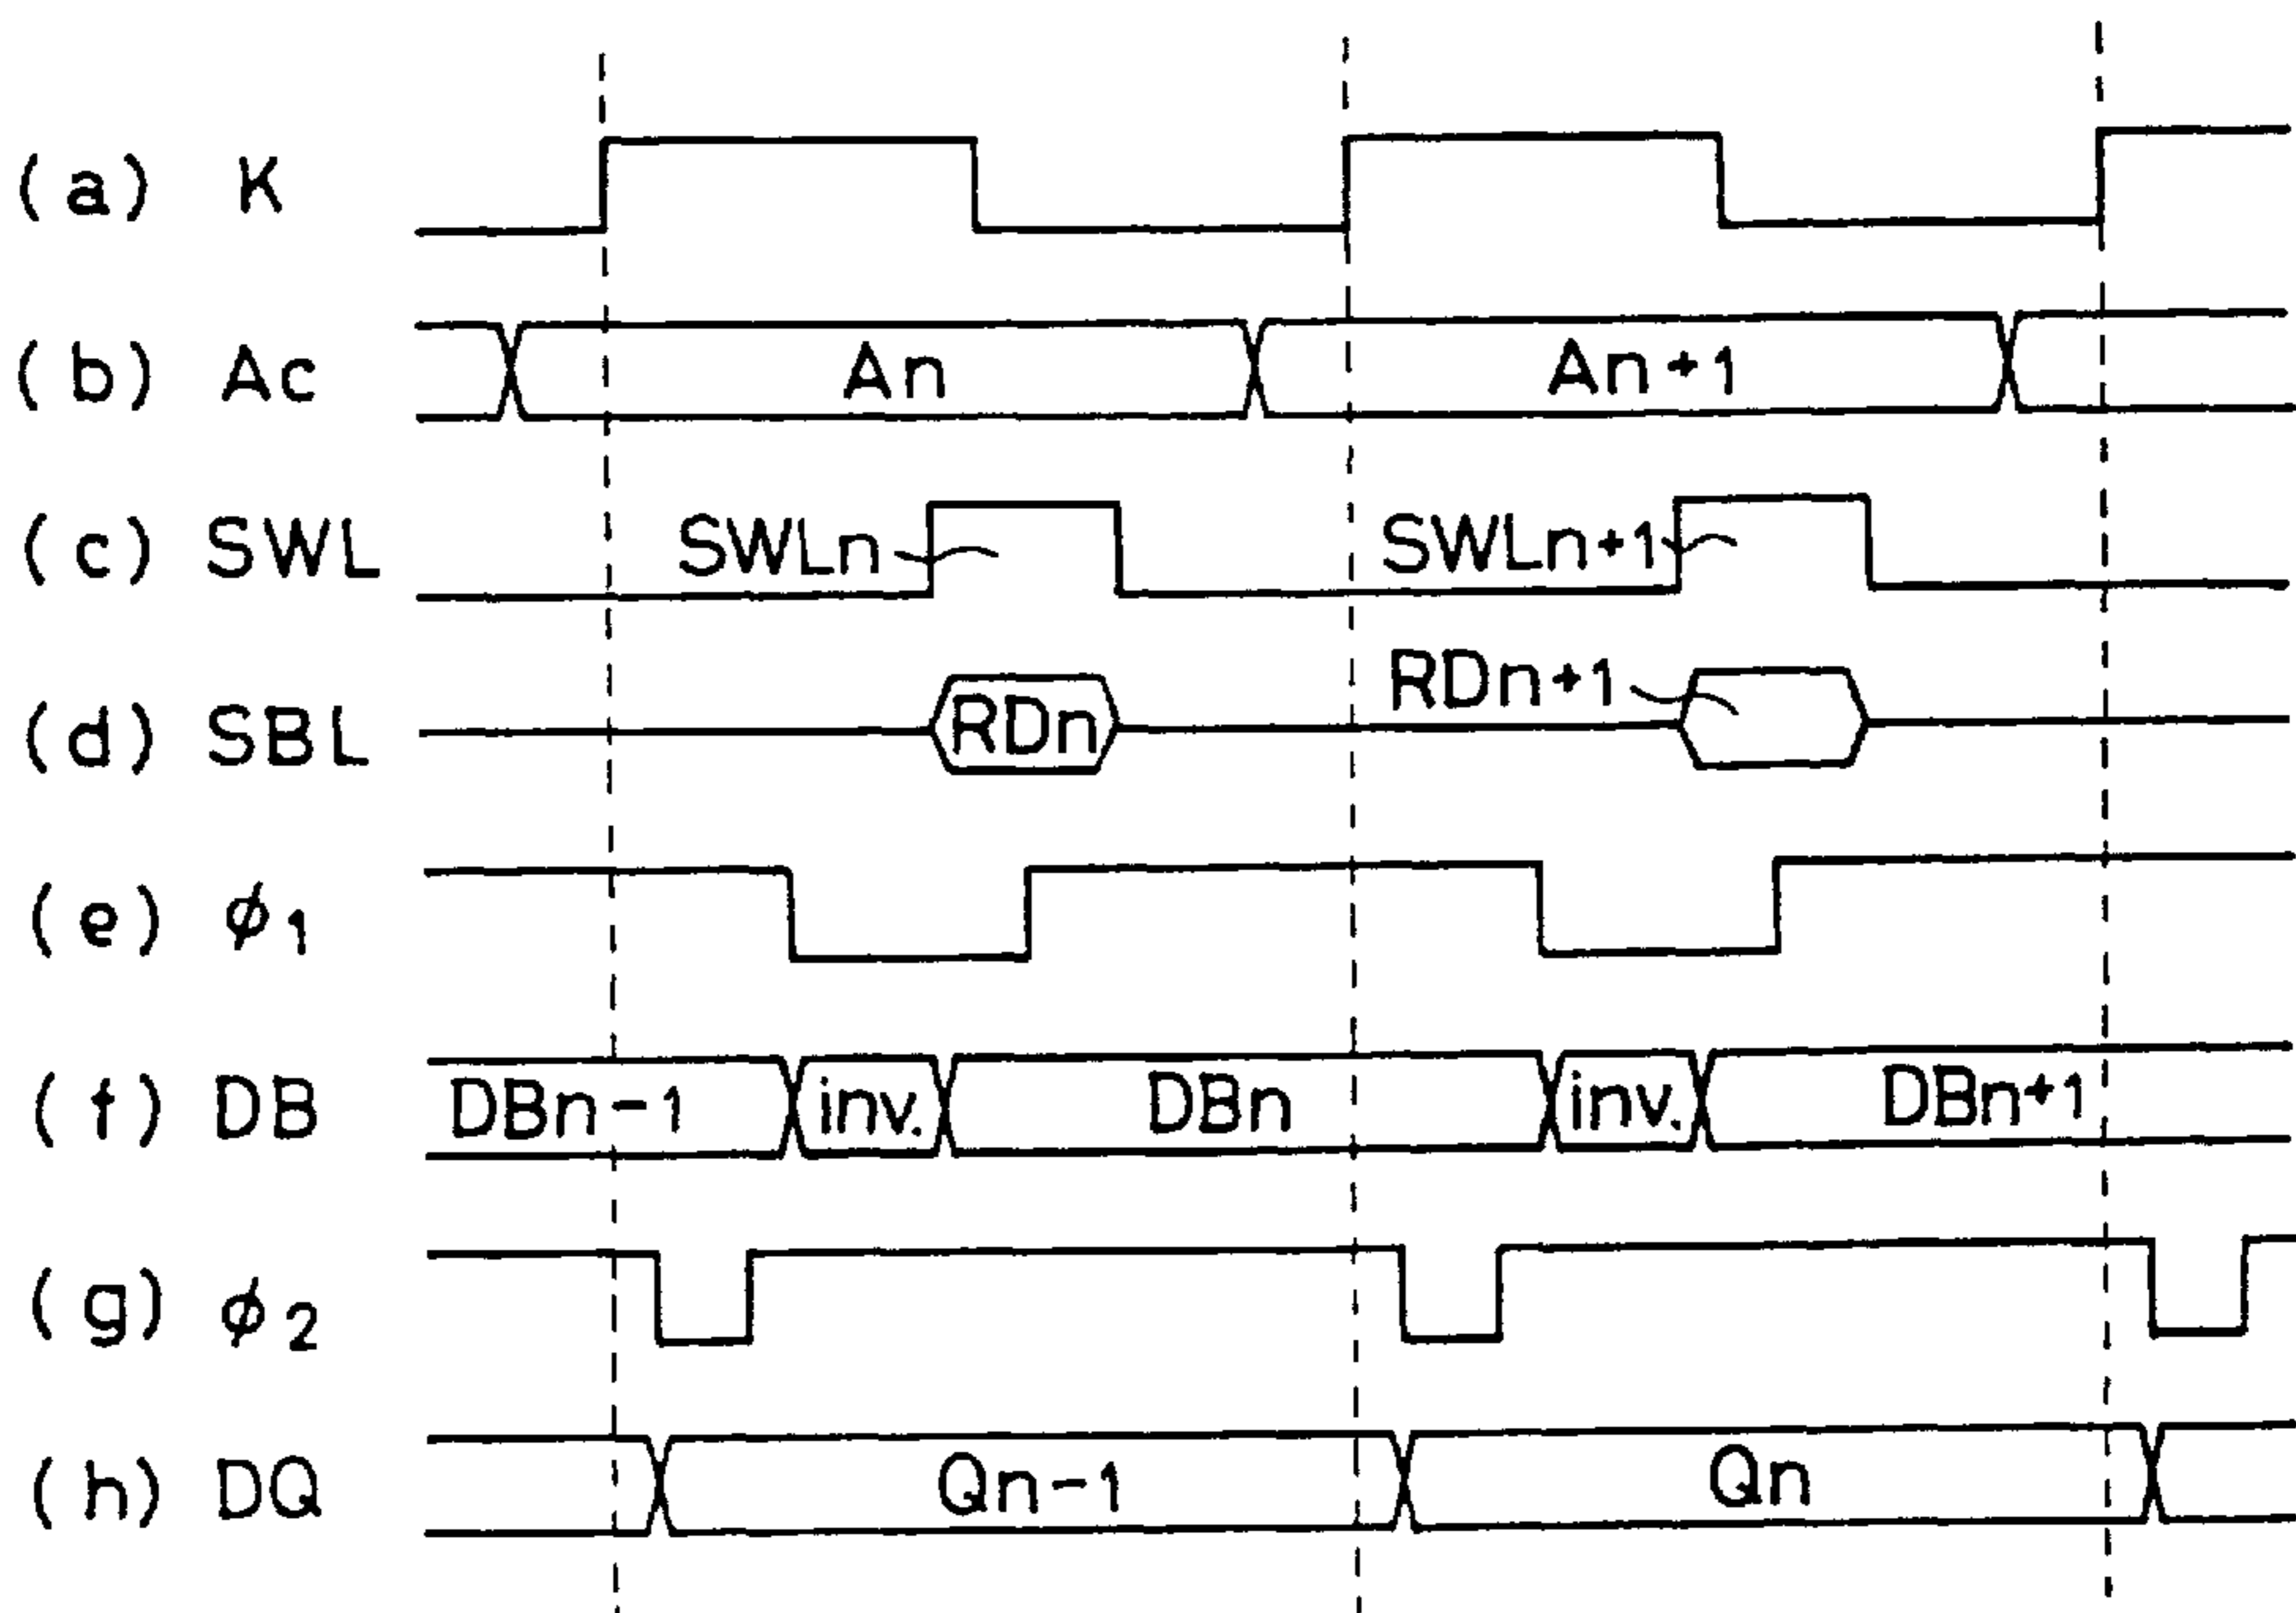 (a) K
(b) Ac An An+1
(c) SWL SWLn SWLn+1
(d) SBL RDn RDn+1
(e) ϕ1
(f) DB DBn-1 inv. DBn inv. DBn+1
(g) ϕ2
(h) DQ Qn-1 Qn